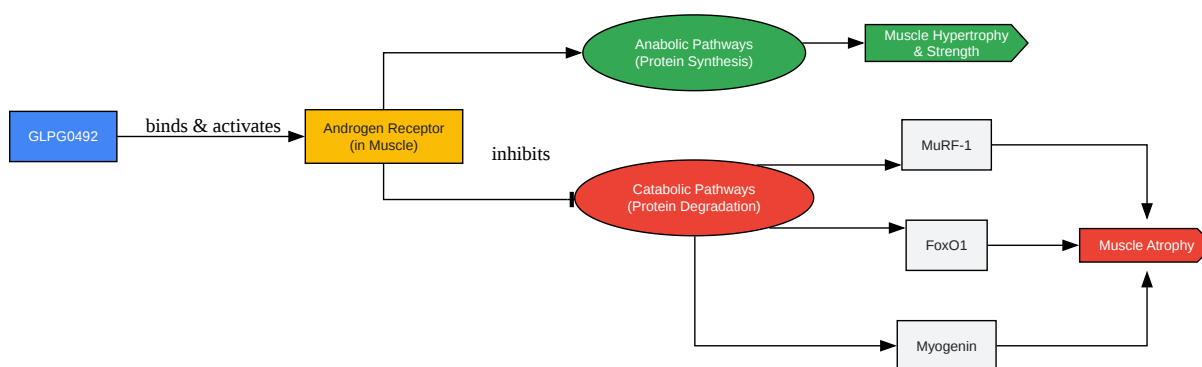 Anabolic Pathways
(Protein Synthesis)
Muscle Hypertrophy
& Strength
GLPG0492
binds & activates
Androgen Receptor
(in Muscle)
inhibits
MuRF-1
Catabolic Pathways
(Protein Degradation)
FoxO1
Muscle Atrophy
Myogenin